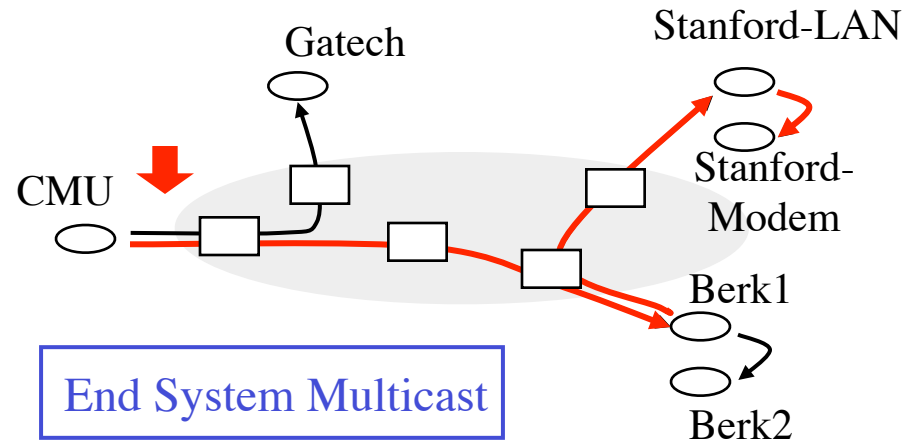 Stanford-LAN
Gatech
Stanford-
Modem
CMU
Berk1
End System Multicast
Berk2